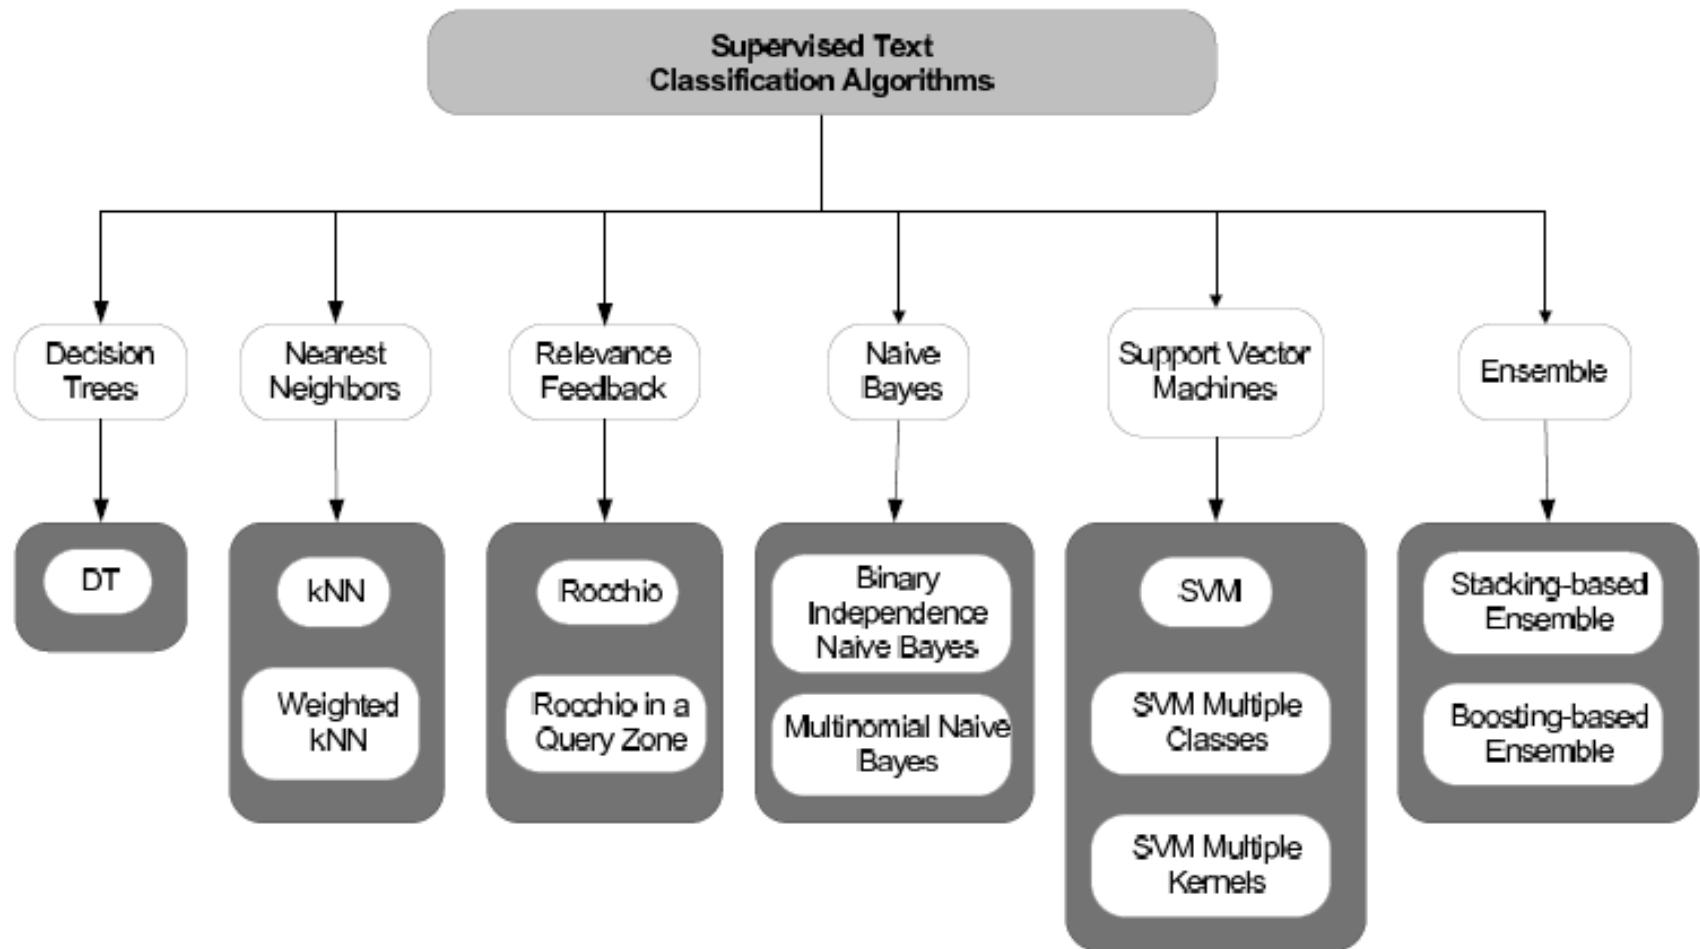 Supervised Text
Classification Algorithms
Decision
Trees
Nearest
Neighbors
Relevance
Feedback
Naive
Bayes
Support Vector
Machines
Ensemble
DT
kNN
Weighted
kNN
Rocchio
Rocchio in a
Query Zone
Binary
Independence
Naive Bayes
Multinomial Naive
Bayes
SVM
SVM Multiple
Classes
SVM Multiple
Kernels
Stacking-based
Ensemble
Boosting-based
Ensemble